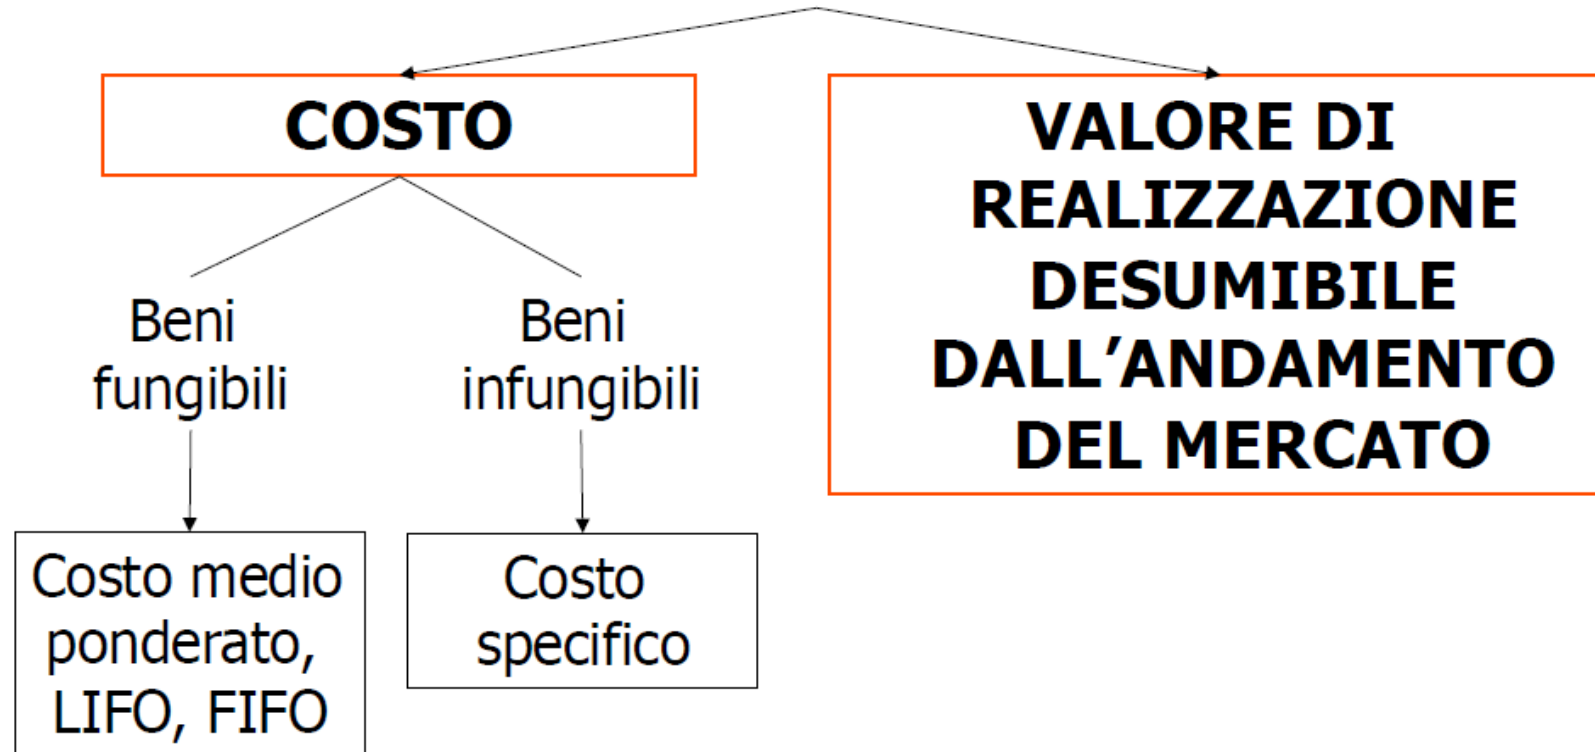 COSTO
VALORE DI
REALIZZAZIONE
DESUMIBILE
DALL’ANDAMENTO
DEL MERCATO
Beni
fungibili
Beni
infungibili
Costo medio
ponderato,
LIFO, FIFO
Costo
specifico